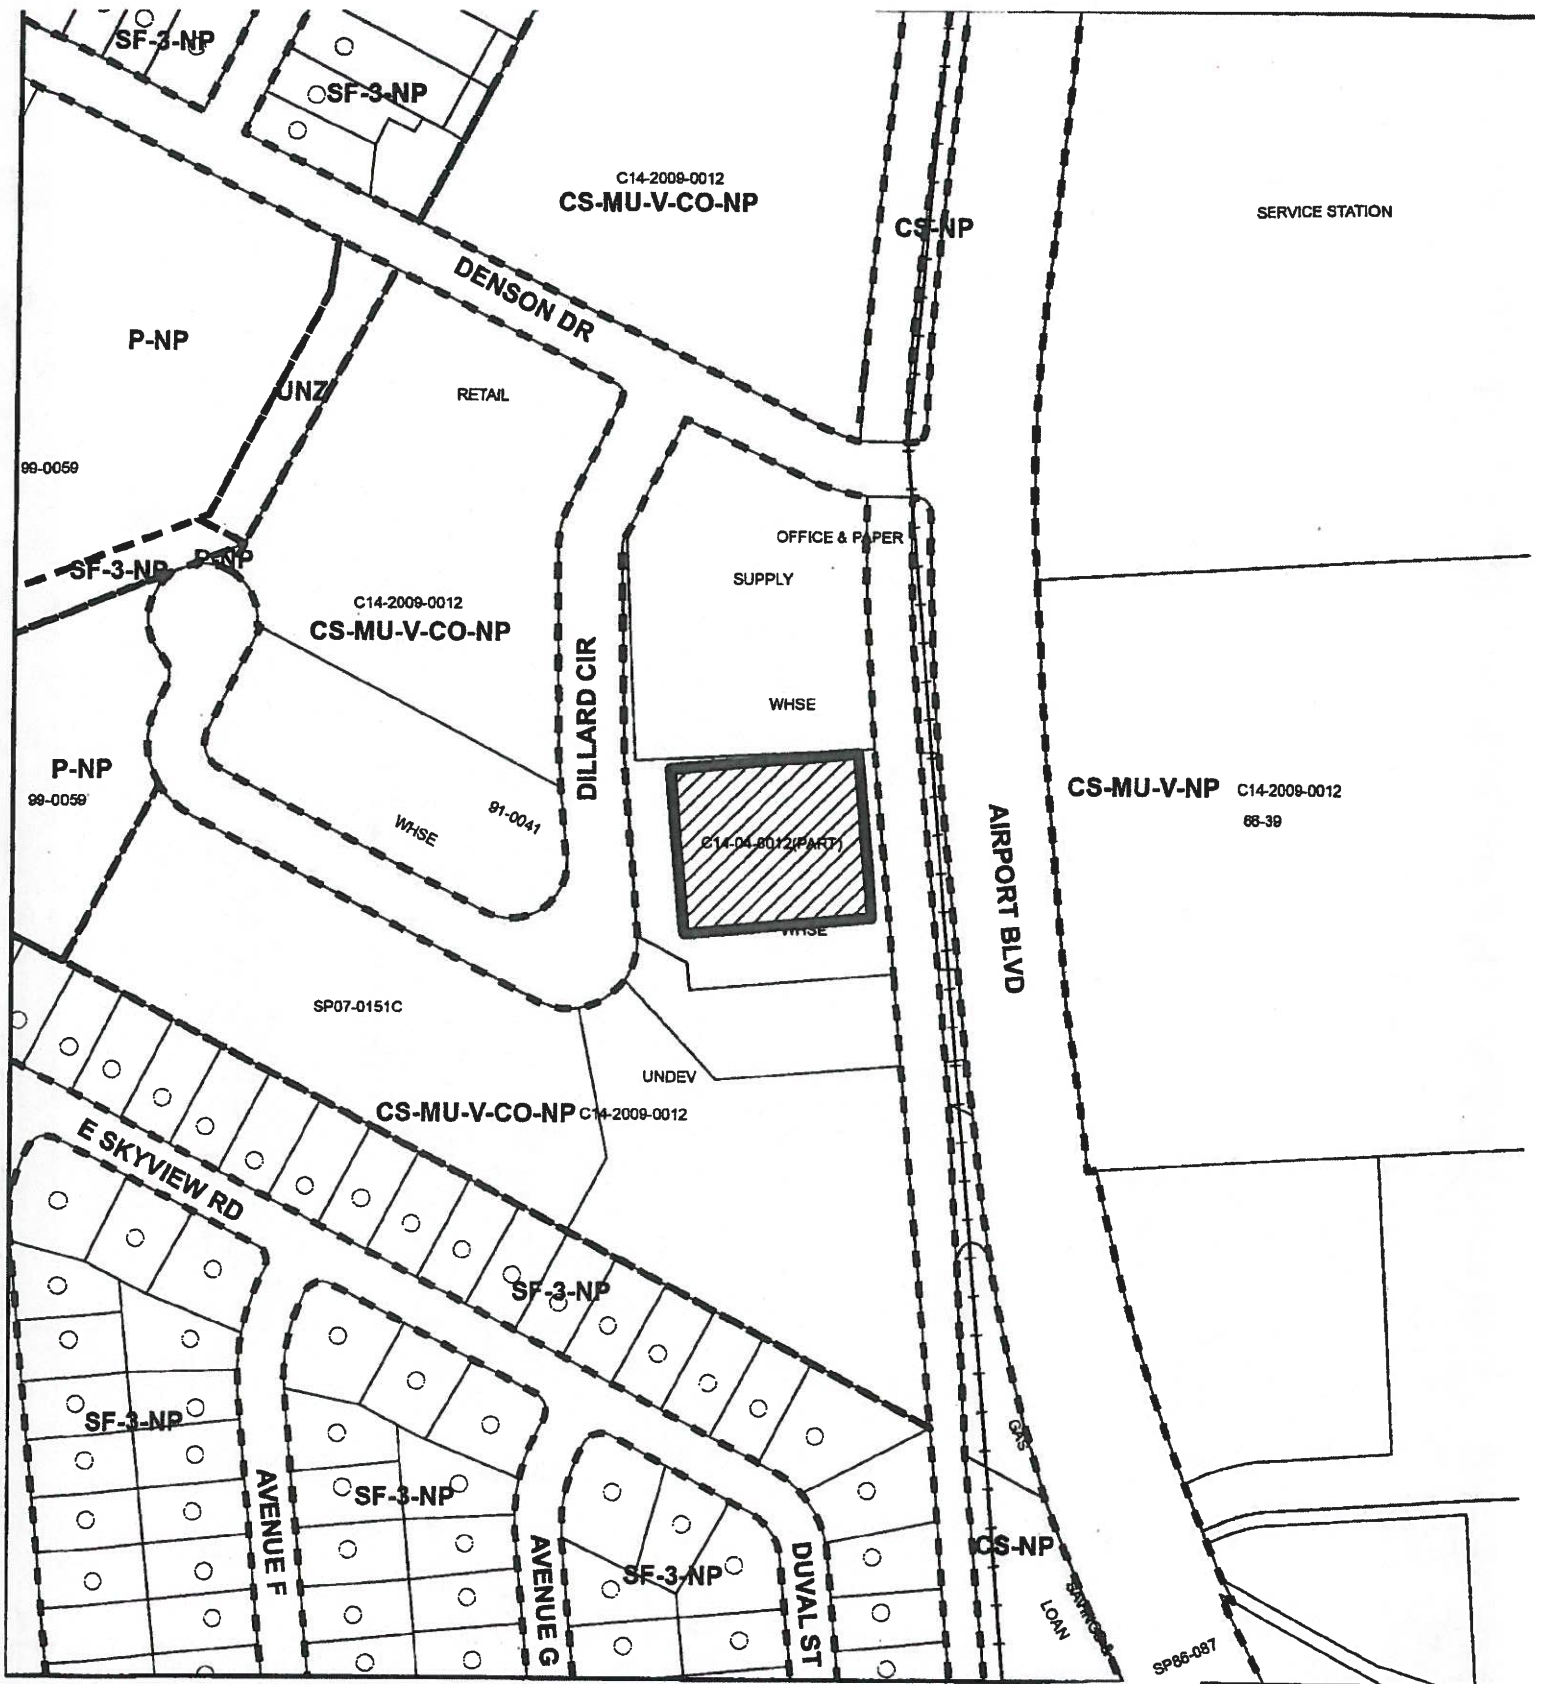 SF-3-NP
SF-3-NP
C14-2009-0012
CS-MU-V-CO-NP
CS-NP
SERVICE STATION
DENSON DR
P-NP
UNZ
RETAIL
99-0059
OFFICE & PAPER
SUPPLY
SF-3-NP
P-NP
C14-2009-0012
CS-MU-V-CO-NP
DILLARD CIR
WHSE
P-NP
99-0059
CS-MU-V-NP C14-2009-0012
66-39
91-0041
WHSE
C14-04-0012(PART)
AIRPORT BLVD
WHSE
SP07-0151C
UNDEV
CS-MU-V-CO-NP C14-2009-0012
E SKYVIEW RD
SF-3-NP
SF-3-NP
GAS
SF-3-NP
AVENUE F
AVENUE G
SF-3-NP
DUVAL ST
CS-NP
SAVINGS &
LOAN
SP86-087